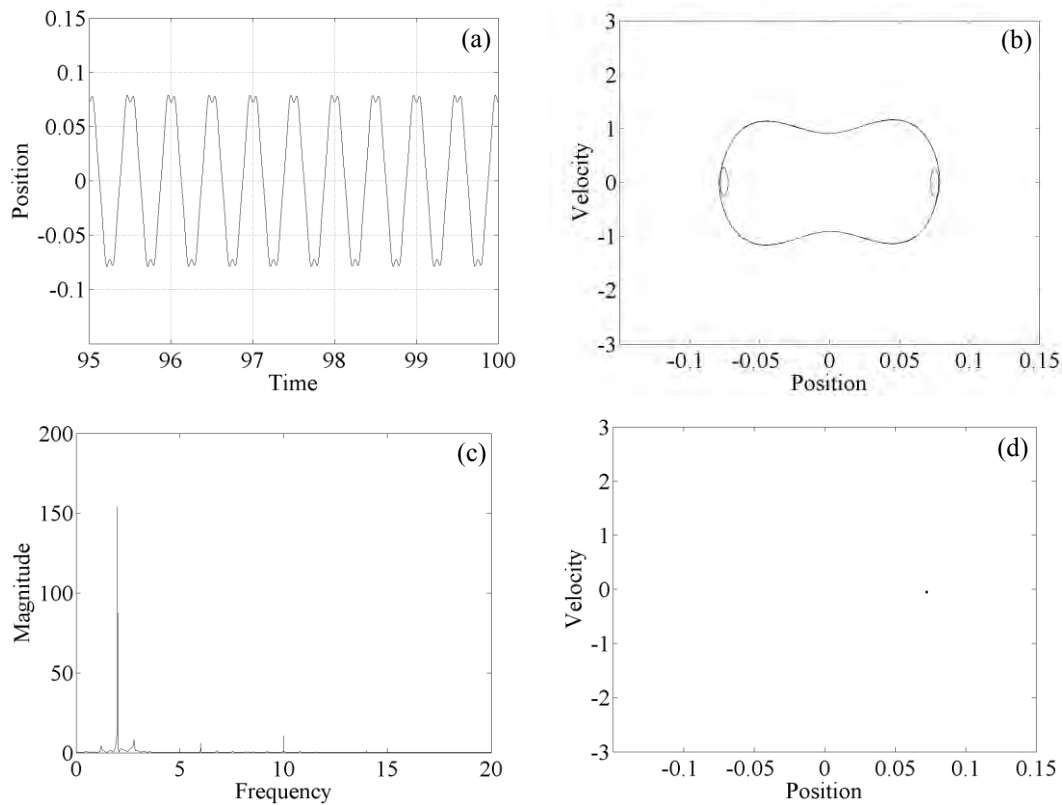 (a)
0.15
0.1
0.05
0
-0.05
-0.1
Position
95 96 97 98 99 100
Time
(b)
3
2
1
0
-1
-2
-3
Velocity
-0.1 -0.05 0 0.05 0.1 0.15
Position
(c)
200
150
100
50
0
Magnitude
0 5 10 15 20
Frequency
(d)
3
2
1
0
-1
-2
-3
Velocity
-0.1 -0.05 0 0.05 0.1 0.15
Position